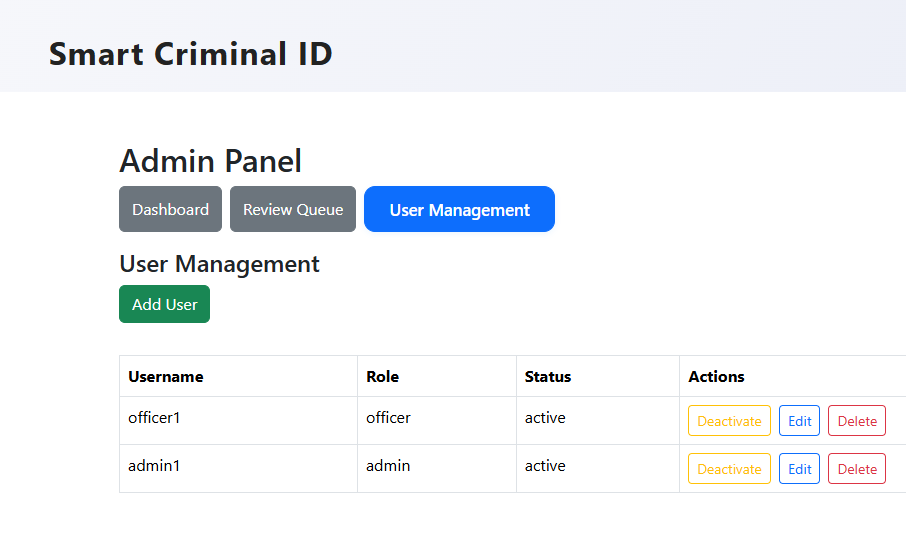 Smart Criminal ID
Admin Panel
Dashboard Review Queue User Management
User Management
Add User
Username Role Status Actions
officer1 officer active Deactivate Edit Delete
admin1 admin active Deactivate Edit Delete